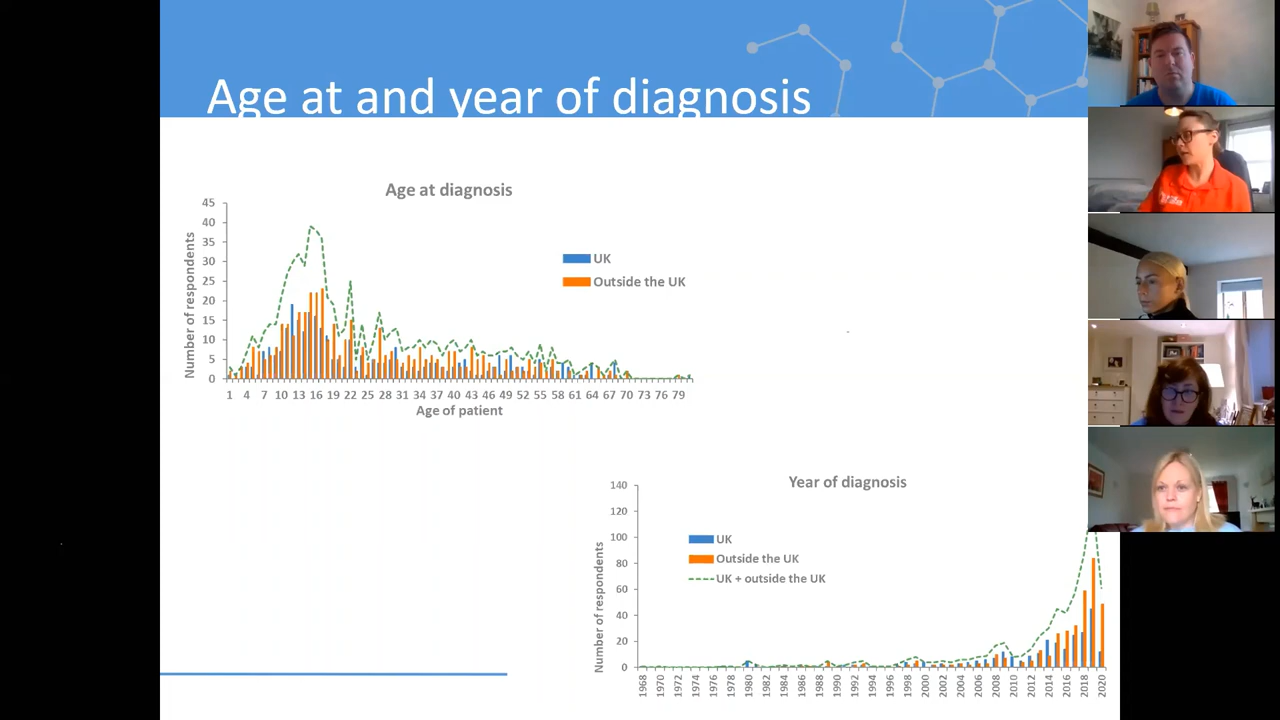 Age at and year of diagnosis
Age at diagnosis
45
40
35
30
25
20
15
10
5
0
Number of respondents
UK
Outside the UK
1 4 7 10 13 16 19 22 25 28 31 34 37 40 43 46 49 52 55 58 61 64 67 70 73 76 79
Age of patient
Year of diagnosis
140
120
100
80
60
40
20
0
Number of respondents
UK
Outside the UK
UK + outside the UK
1968 1970 1972 1974 1976 1978 1980 1982 1984 1986 1988 1990 1992 1994 1996 1998 2000 2002 2004 2006 2008 2010 2012 2014 2016 2018 2020